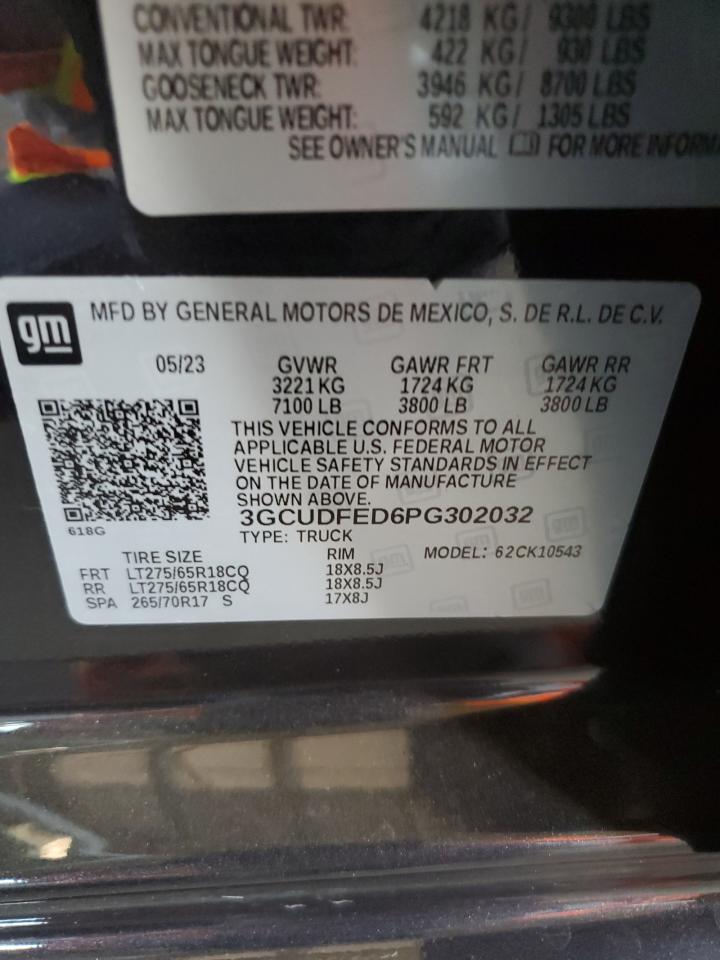 CONVENTIONAL TWR: 4218 KG/ 9300 LBS
MAX TONGUE WEIGHT: 422 KG/ 930 LBS
GOOSENECK TWR: 3946 KG/ 8700 LBS
MAX TONGUE WEIGHT: 592 KG/ 1305 LBS
SEE OWNER'S MANUAL FOR MORE INFORMA
gm
MFD BY GENERAL MOTORS DE MEXICO, S. DE R.L. DE C.V.
05/23 GVWR GAWR FRT GAWR RR
3221 KG 1724 KG 1724 KG
7100 LB 3800 LB 3800 LB
THIS VEHICLE CONFORMS TO ALL
APPLICABLE U.S. FEDERAL MOTOR
VEHICLE SAFETY STANDARDS IN EFFECT
ON THE DATE OF MANUFACTURE
SHOWN ABOVE.
3GCUDFED6PG302032
618G
TYPE: TRUCK
TIRE SIZE RIM MODEL: 62CK10543
FRT LT275/65R18CQ 18X8.5J
RR LT275/65R18CQ 18X8.5J
SPA 265/70R17 S 17X8J